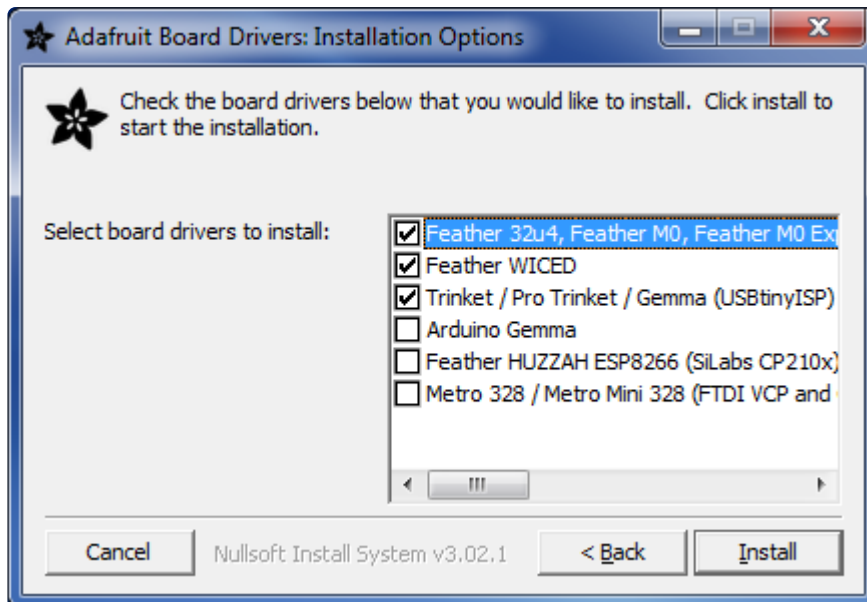 Adafruit Board Drivers: Installation Options
Check the board drivers below that you would like to install. Click install to
start the installation.
Select board drivers to install:
Feather 32u4, Feather M0, Feather M0 Exp
Feather WICED
Trinket / Pro Trinket / Gemma (USBtinyISP)
Arduino Gemma
Feather HUZZAH ESP8266 (SiLabs CP210x)
Metro 328 / Metro Mini 328 (FTDI VCP and
Cancel
Nullsoft Install System v3.02.1
< Back
Install